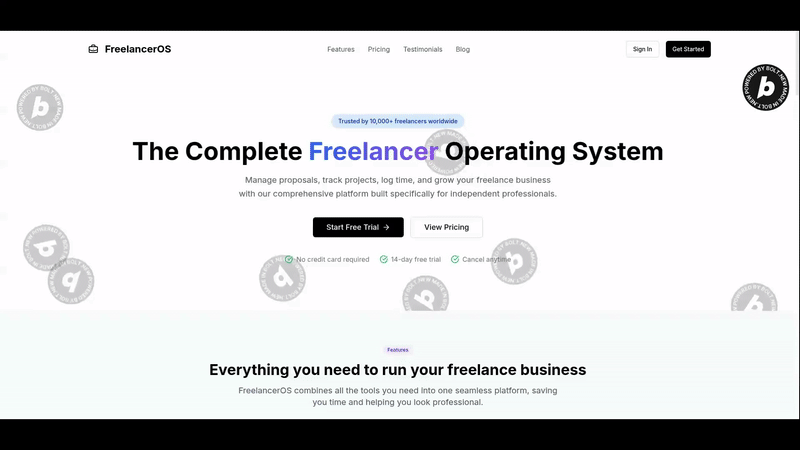 FreelancerOS
Features Pricing Testimonials Blog
Sign In Get Started
POWERED BY BOLT.NEW MADE IN BOLT.NEW
b
Trusted by 10,000+ freelancers worldwide
The Complete Freelancer Operating System
Manage proposals, track projects, log time, and grow your freelance business
with our comprehensive platform built specifically for independent professionals.
Start Free Trial → View Pricing
No credit card required 14-day free trial Cancel anytime
Features
Everything you need to run your freelance business
FreelancerOS combines all the tools you need into one seamless platform, saving
you time and helping you look professional.